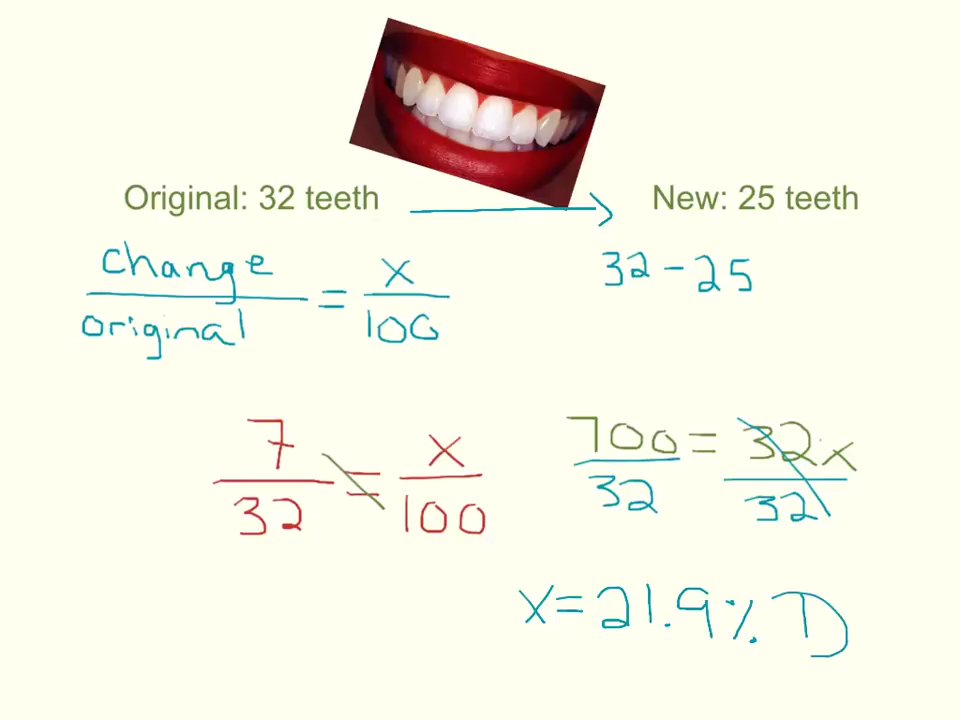 Original: 32 teeth New: 25 teeth
change/original = x/100
32 - 25
7/32 = x/100
700/32 = 32x/32
x = 21.9% D